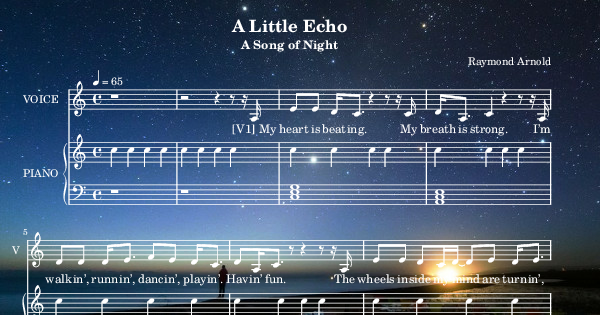 A Little Echo
A Song of Night
Raymond Arnold
= 65
VOICE
[V1] My heart is beating. My breath is strong. I'm
PIANO
5
V
walkin', runnin', dancin', playin'. Havin' fun. The wheels inside my mind are turnin',